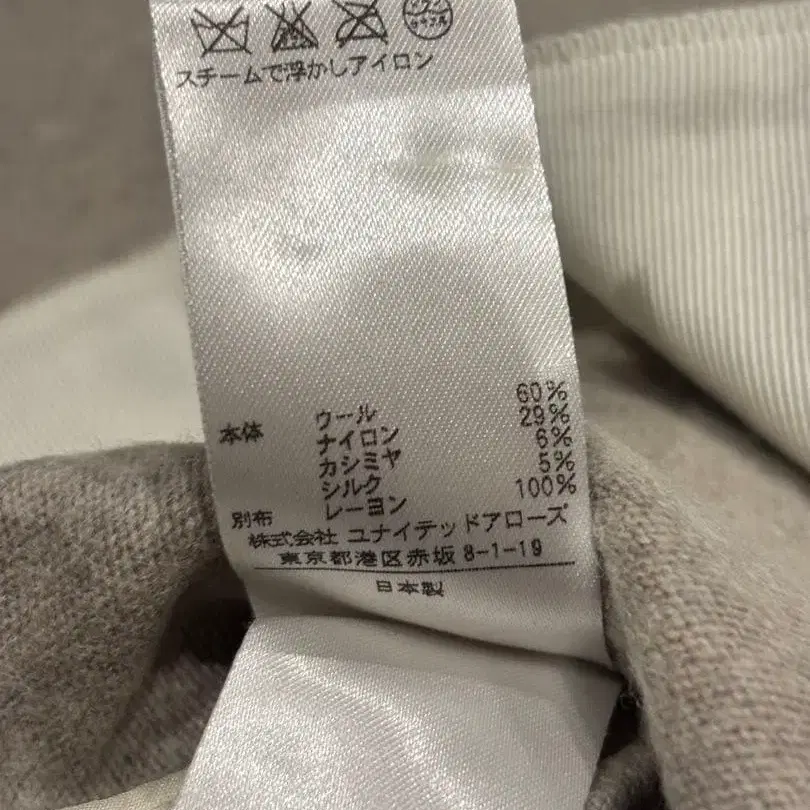 スチームで浮かしアイロン
本体 ウール 60%
ナイロン 29%
カシミヤ 6%
シルク 5%
別布 レーヨン 100%
株式会社 ユナイテッドアローズ
東京都港区赤坂8-1-19
日本製